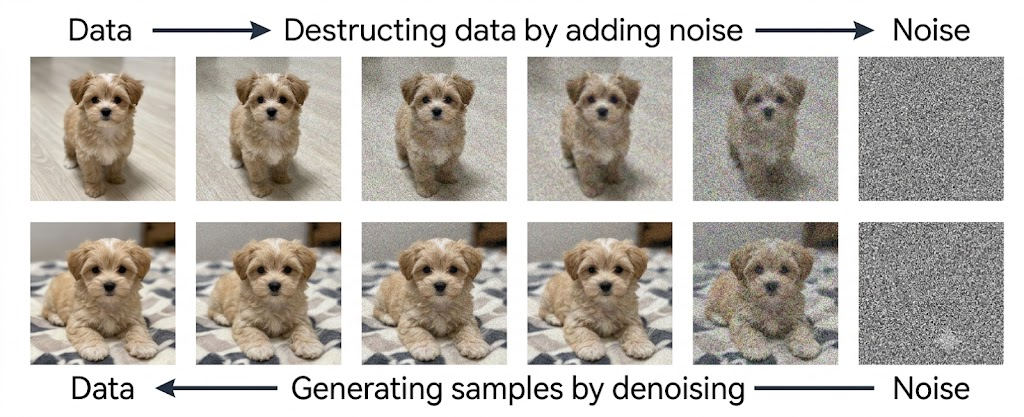 Data Destructing data by adding noise Noise
Data Generating samples by denoising Noise